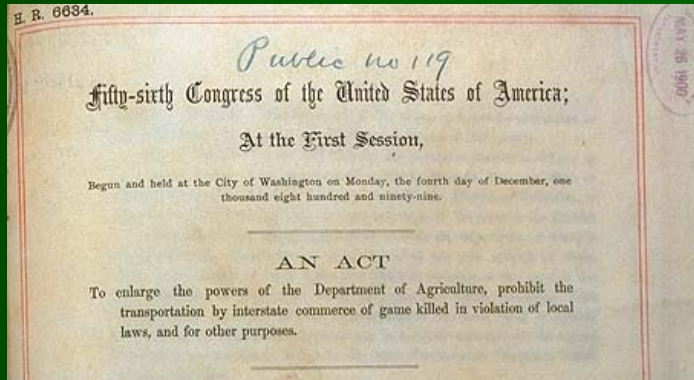 H. R. 6634.
Public no 119
MAY 26 1900
Fifty-sixth Congress of the United States of America;
At the First Session,
Begun and held at the City of Washington on Monday, the fourth day of December, one
thousand eight hundred and ninety-nine.
AN ACT
To enlarge the powers of the Department of Agriculture, prohibit the
transportation by interstate commerce of game killed in violation of local
laws, and for other purposes.